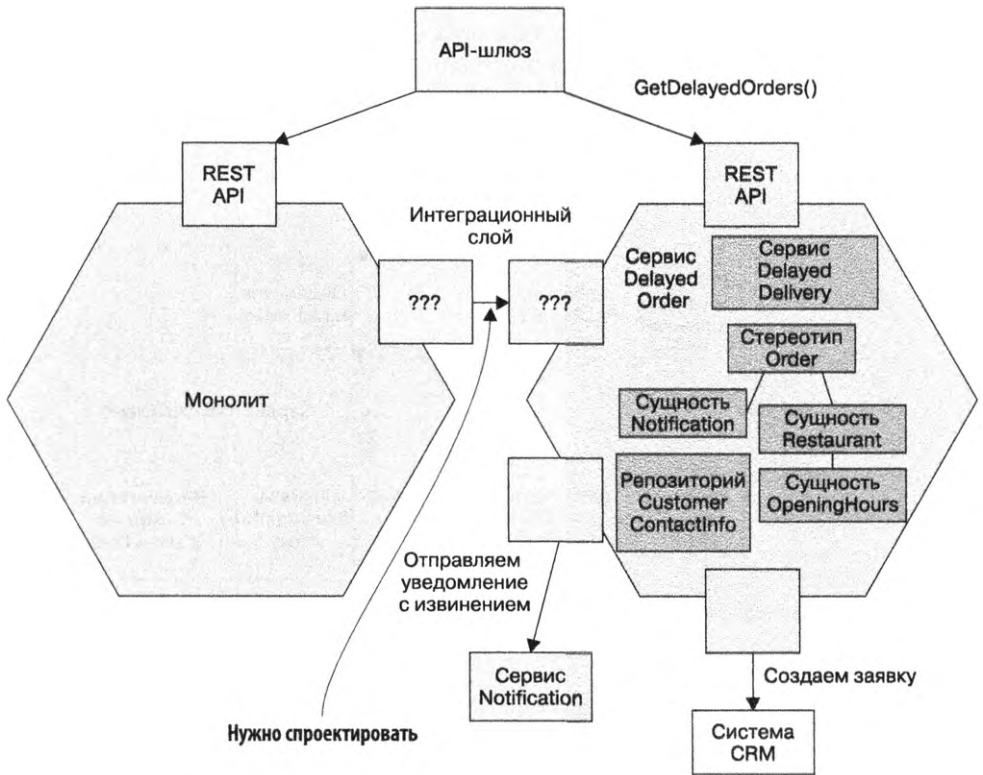 API-шлюз
GetDelayedOrders()
REST
API
REST
API
Интеграционный
слой
???
???
Сервис
Delayed
Order
Сервис
Delayed
Delivery
Стереотип
Order
Монолит
Сущность
Notification
Сущность
Restaurant
Репозиторий
Customer
ContactInfo
Сущность
OpeningHours
Отправляем
уведомление
с извинением
Сервис
Notification
Создаем заявку
Нужно спроектировать
Система
CRM